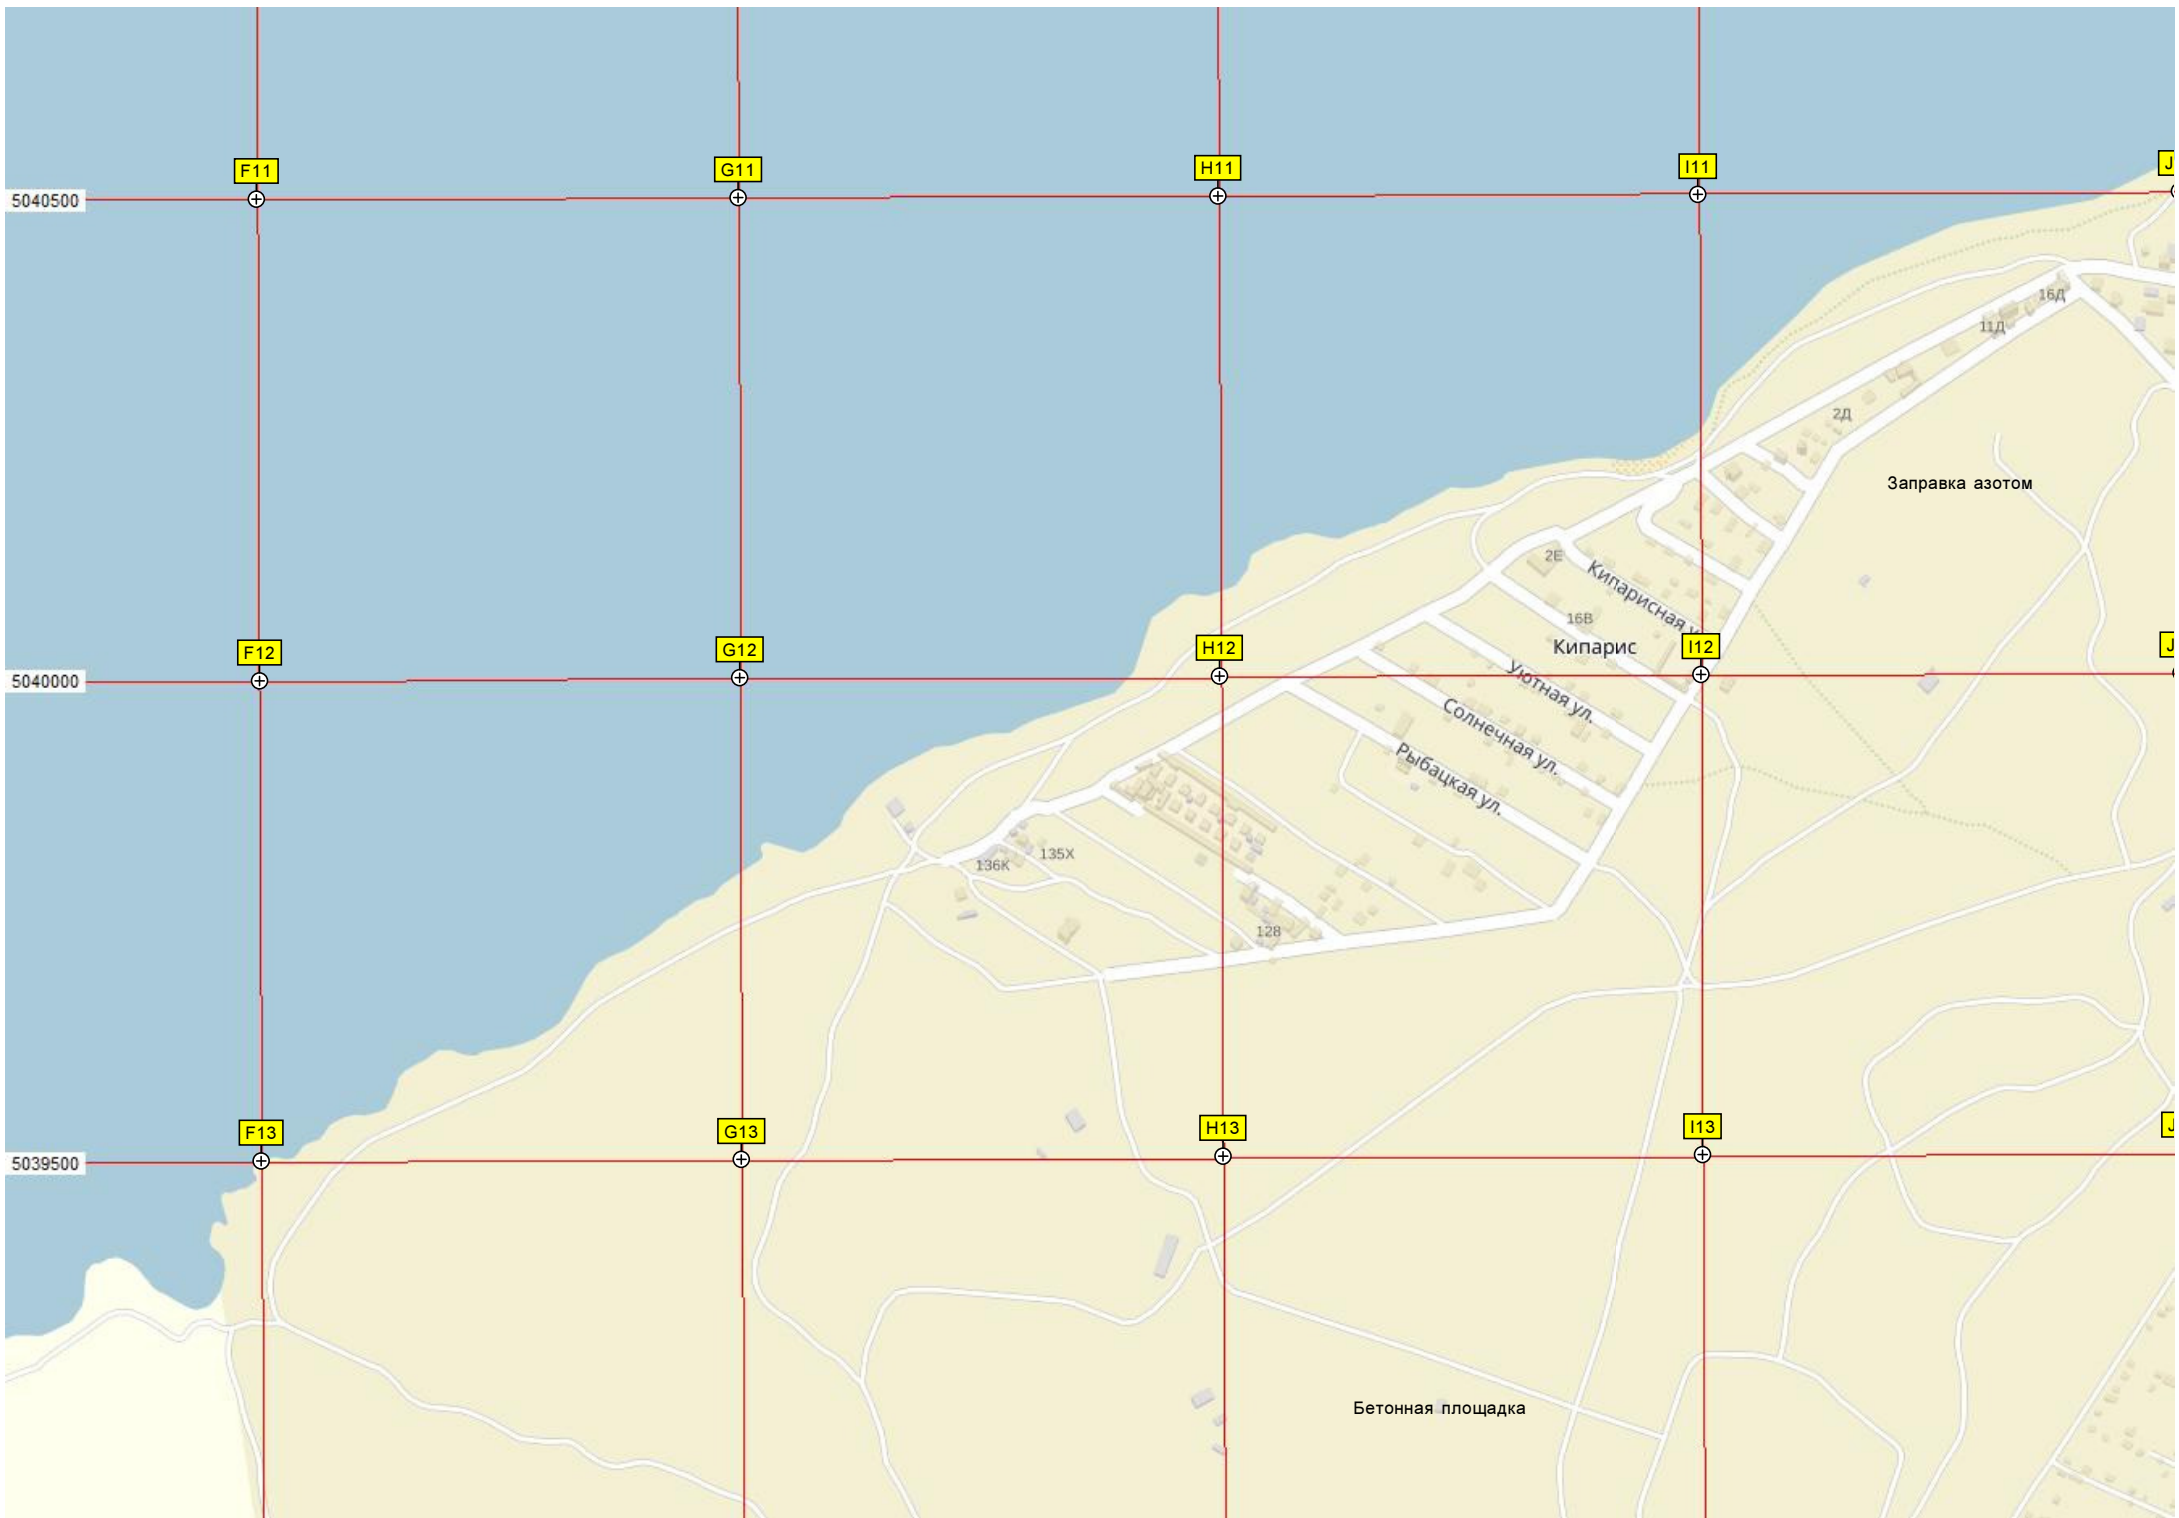 F11
G11
H11
I11
J
5040500
16Д
11Д
2Д
Заправка азотом
2Е
Кипарисная у
16В
Кипарис
F12
G12
H12
I12
J
5040000
Уютная ул.
Солнечная ул.
Рыбацкая ул.
135Х
136К
128
F13
G13
H13
I13
J
5039500
Бетонная площадка